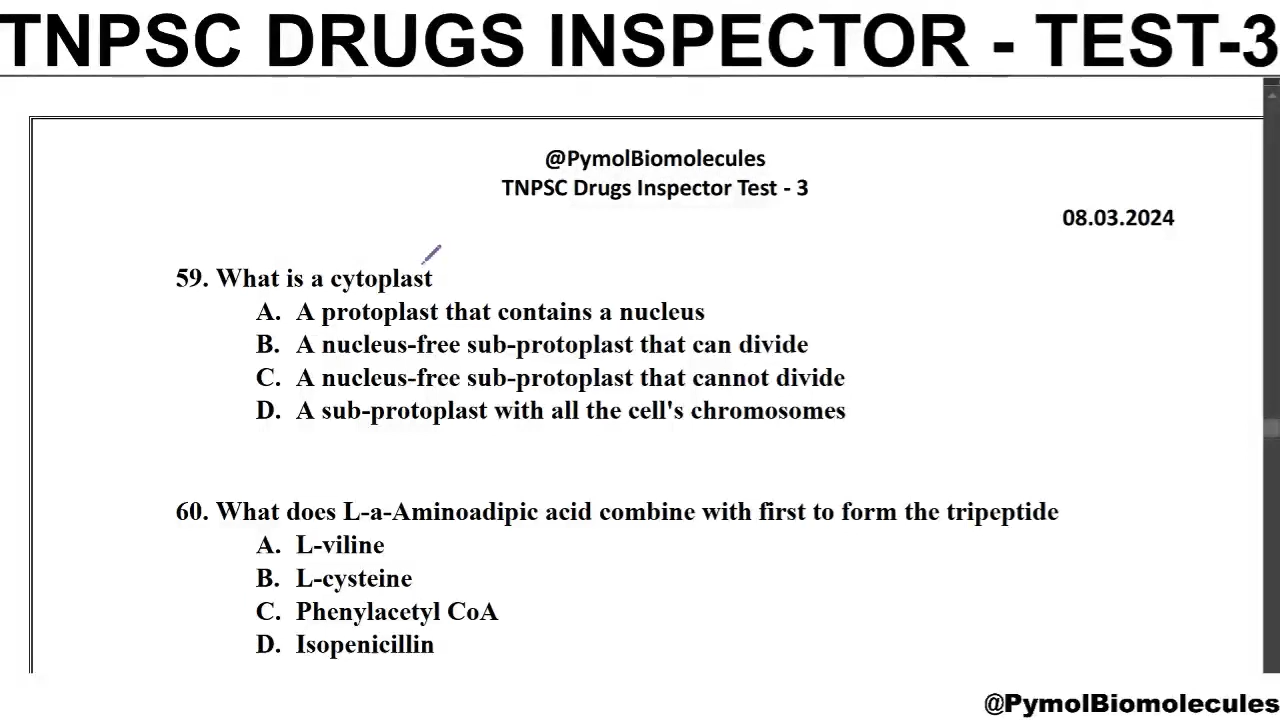 TNPSC DRUGS INSPECTOR - TEST-3
@PymolBiomolecules
TNPSC Drugs Inspector Test - 3
08.03.2024
59. What is a cytoplast
A. A protoplast that contains a nucleus
B. A nucleus-free sub-protoplast that can divide
C. A nucleus-free sub-protoplast that cannot divide
D. A sub-protoplast with all the cell's chromosomes
60. What does L-a-Aminoadipic acid combine with first to form the tripeptide
A. L-viline
B. L-cysteine
C. Phenylacetyl CoA
D. Isopenicillin
@PymolBiomolecules